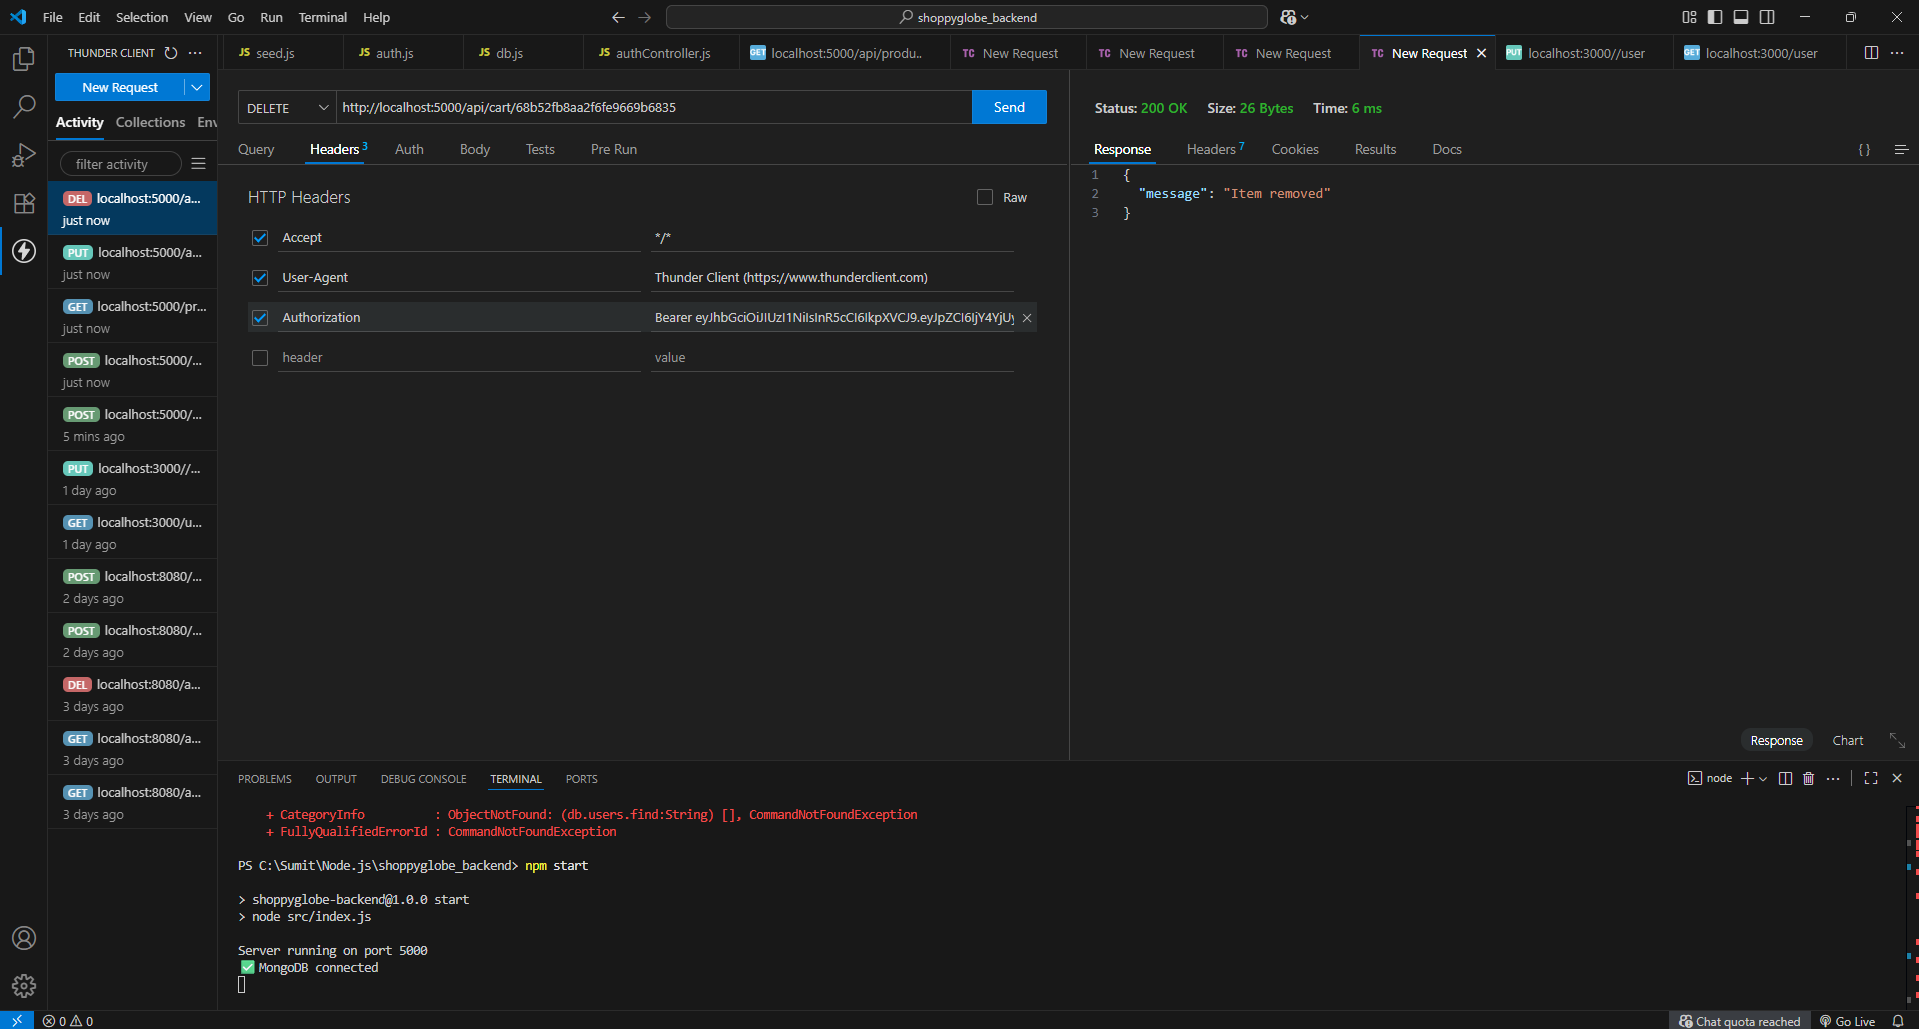 File Edit Selection View Go Run Terminal Help
shoppyglobe_backend
THUNDER CLIENT
New Request
Activity Collections Env
filter activity
DEL localhost:5000/a...
just now
PUT localhost:5000/a...
just now
GET localhost:5000/pr...
just now
POST localhost:5000/...
just now
POST localhost:5000/...
5 mins ago
PUT localhost:3000//...
1 day ago
GET localhost:3000/u...
1 day ago
POST localhost:8080/...
2 days ago
POST localhost:8080/...
2 days ago
DEL localhost:8080/a...
3 days ago
GET localhost:8080/a...
3 days ago
GET localhost:8080/a...
3 days ago
JS seed.js JS auth.js JS db.js JS authController.js GET localhost:5000/api/produ.. TC New Request TC New Request TC New Request TC New Request PUT localhost:3000//user GET localhost:3000/user
DELETE http://localhost:5000/api/cart/68b52fb8aa2f6fe9669b6835 Send
Query Headers 3 Auth Body Tests Pre Run
HTTP Headers Raw
Accept */*
User-Agent Thunder Client (https://www.thunderclient.com)
Authorization Bearer eyJhbGciOiJIUzI1NiIsInR5cCI6IkpXVCJ9.eyJpZCI6IjY4YjUy
header value
Status: 200 OK Size: 26 Bytes Time: 6 ms
Response Headers 7 Cookies Results Docs {}
1 {
2 "message": "Item removed"
3 }
Response Chart
PROBLEMS OUTPUT DEBUG CONSOLE TERMINAL PORTS
node
+ CategoryInfo : ObjectNotFound: (db.users.find:String) [], CommandNotFoundException
+ FullyQualifiedErrorId : CommandNotFoundException
PS C:\Sumit\Node.js\shoppyglobe_backend> npm start
> shoppyglobe-backend@1.0.0 start
> node src/index.js
Server running on port 5000
✅ MongoDB connected
0 0 Chat quota reached Go Live